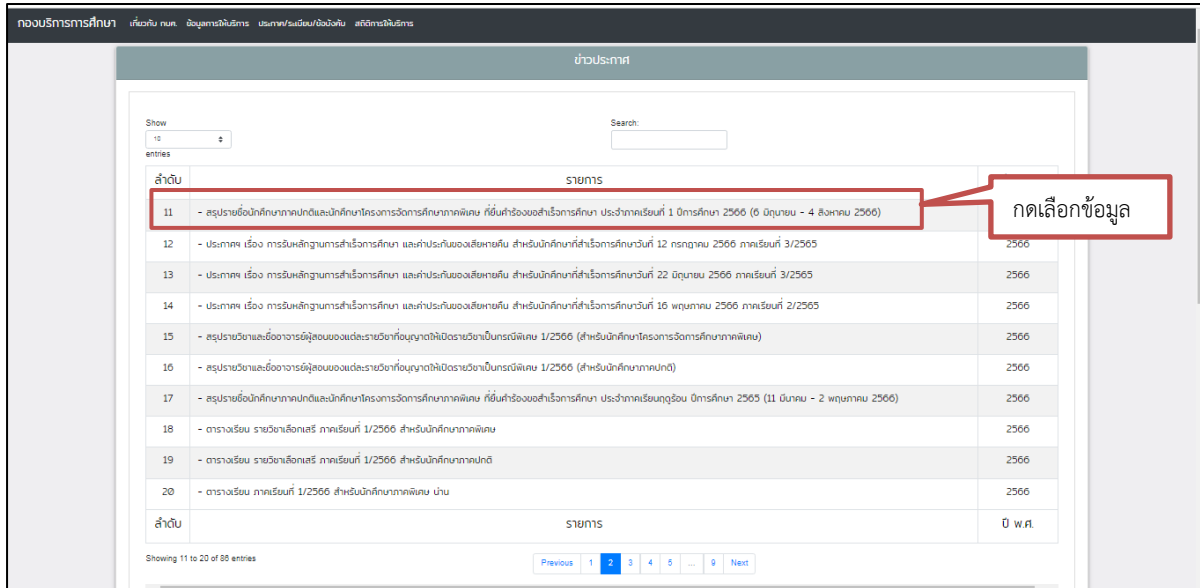 กองบริการการศึกษา เกี่ยวกับ กบศ. ข้อมูลการให้บริการ ประกาศ/ระเบียบ/ข้อบังคับ สถิติการให้บริการ
ข่าวประกาศ
Show
10
entries
Search:
ลำดับ รายการ
11 - สรุปรายชื่อนักศึกษาภาคปกติและนักศึกษาโครงการจัดการศึกษาภาคพิเศษ ที่ยื่นคำร้องขอสำเร็จการศึกษา ประจำภาคเรียนที่ 1 ปีการศึกษา 2566 (6 มิถุนายน - 4 สิงหาคม 2566)
กดเลือกข้อมูล
12 - ประกาศฯ เรื่อง การรับหลักฐานการสำเร็จการศึกษา และค่าประกันของเสียหายคืน สำหรับนักศึกษาที่สำเร็จการศึกษาวันที่ 12 กรกฎาคม 2566 ภาคเรียนที่ 3/2565 2566
13 - ประกาศฯ เรื่อง การรับหลักฐานการสำเร็จการศึกษา และค่าประกันของเสียหายคืน สำหรับนักศึกษาที่สำเร็จการศึกษาวันที่ 22 มิถุนายน 2566 ภาคเรียนที่ 3/2565 2566
14 - ประกาศฯ เรื่อง การรับหลักฐานการสำเร็จการศึกษา และค่าประกันของเสียหายคืน สำหรับนักศึกษาที่สำเร็จการศึกษาวันที่ 16 พฤษภาคม 2566 ภาคเรียนที่ 2/2565 2566
15 - สรุปรายวิชาและชื่ออาจารย์ผู้สอนของแต่ละรายวิชาที่อนุญาตให้เปิดรายวิชาเป็นกรณีพิเศษ 1/2566 (สำหรับนักศึกษาโครงการจัดการศึกษาภาคพิเศษ) 2566
16 - สรุปรายวิชาและชื่ออาจารย์ผู้สอนของแต่ละรายวิชาที่อนุญาตให้เปิดรายวิชาเป็นกรณีพิเศษ 1/2566 (สำหรับนักศึกษาภาคปกติ) 2566
17 - สรุปรายชื่อนักศึกษาภาคปกติและนักศึกษาโครงการจัดการศึกษาภาคพิเศษ ที่ยื่นคำร้องขอสำเร็จการศึกษา ประจำภาคเรียนฤดูร้อน ปีการศึกษา 2565 (11 มีนาคม - 2 พฤษภาคม 2566) 2566
18 - ตารางเรียน รายวิชาเลือกเสรี ภาคเรียนที่ 1/2566 สำหรับนักศึกษาภาคพิเศษ 2566
19 - ตารางเรียน รายวิชาเลือกเสรี ภาคเรียนที่ 1/2566 สำหรับนักศึกษาภาคปกติ 2566
20 - ตารางเรียน ภาคเรียนที่ 1/2566 สำหรับนักศึกษาภาคพิเศษ น่าน 2566
ลำดับ รายการ ปี พ.ศ.
Showing 11 to 20 of 86 entries Previous 1 2 3 4 5 ... 9 Next